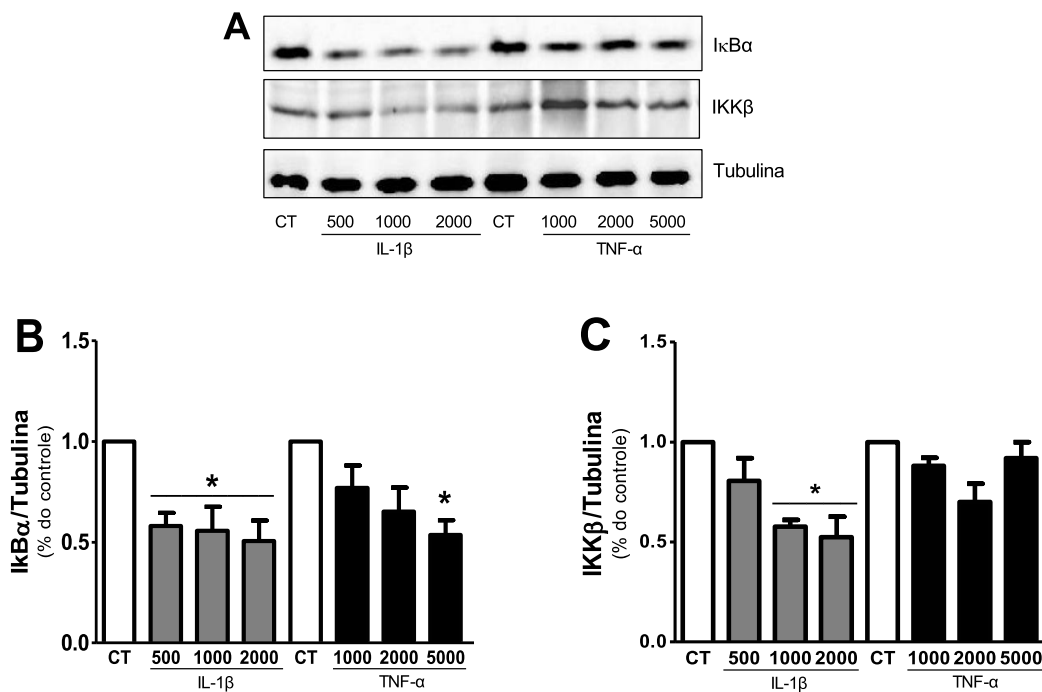 A
IκBα
IKKβ
Tubulina
CT 500 1000 2000 CT 1000 2000 5000
IL-1β TNF-α
B
IkBα/Tubulina
(% do controle)
1.5
1.0
0.5
0.0
*
*
CT 500 1000 2000 CT 1000 2000 5000
IL-1β TNF-α
C
IKKβ/Tubulina
(% do controle)
1.5
1.0
0.5
0.0
*
CT 500 1000 2000 CT 1000 2000 5000
IL-1β TNF-α